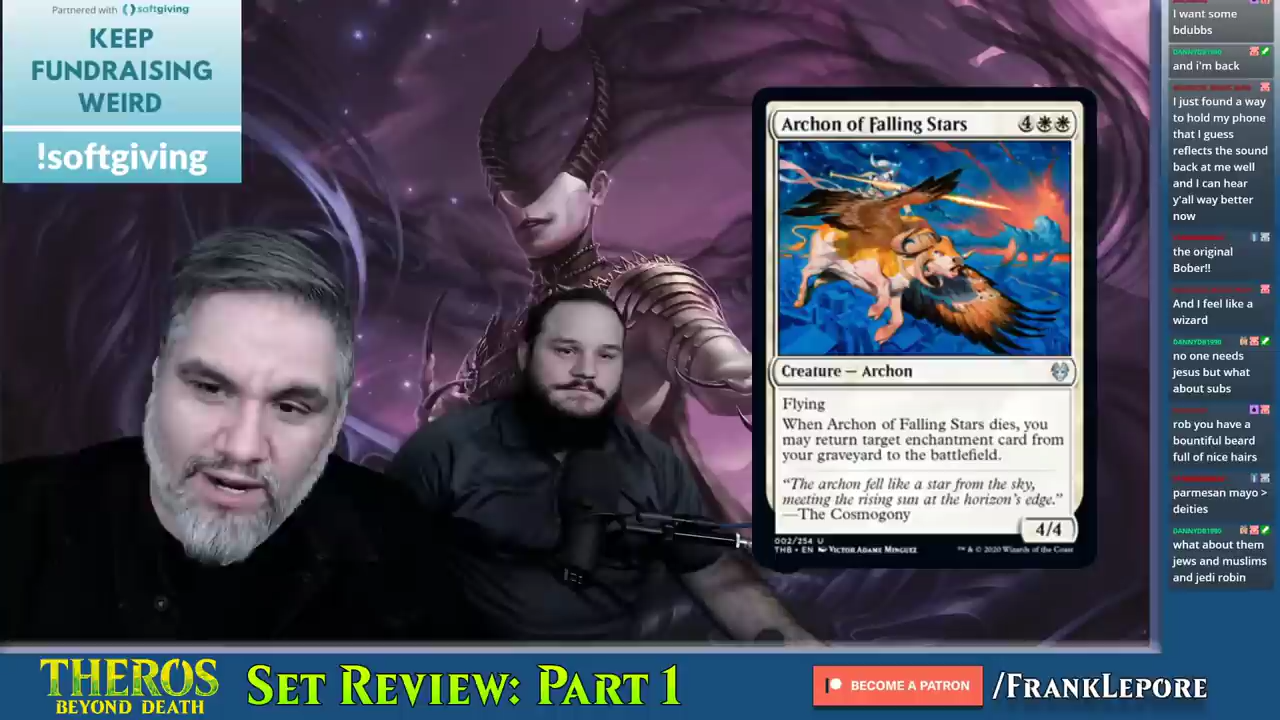 Partnered with softgiving
KEEP
FUNDRAISING
WEIRD
!softgiving
Archon of Falling Stars 4
Creature — Archon
Flying
When Archon of Falling Stars dies, you
may return target enchantment card from
your graveyard to the battlefield.
“The archon fell like a star from the sky,
meeting the rising sun at the horizon's edge.”
—The Cosmogony
4/4
002/254 U
THB • EN Victor Adame Minguez
™ & © 2020 Wizards of the Coast
I want some
bdubbs
DANNYDB1990
and i'm back
I just found a way
to hold my phone
that I guess
reflects the sound
back at me well
and I can hear
y'all way better
now
the original
Bober!!
And I feel like a
wizard
DANNYDB1990
no one needs
jesus but what
about subs
rob you have a
bountiful beard
full of nice hairs
parmesan mayo >
deities
DANNYDB1990
what about them
jews and muslims
and jedi robin
THEROS
BEYOND DEATH
Set Review: Part 1
BECOME A PATRON
/FrankLepore